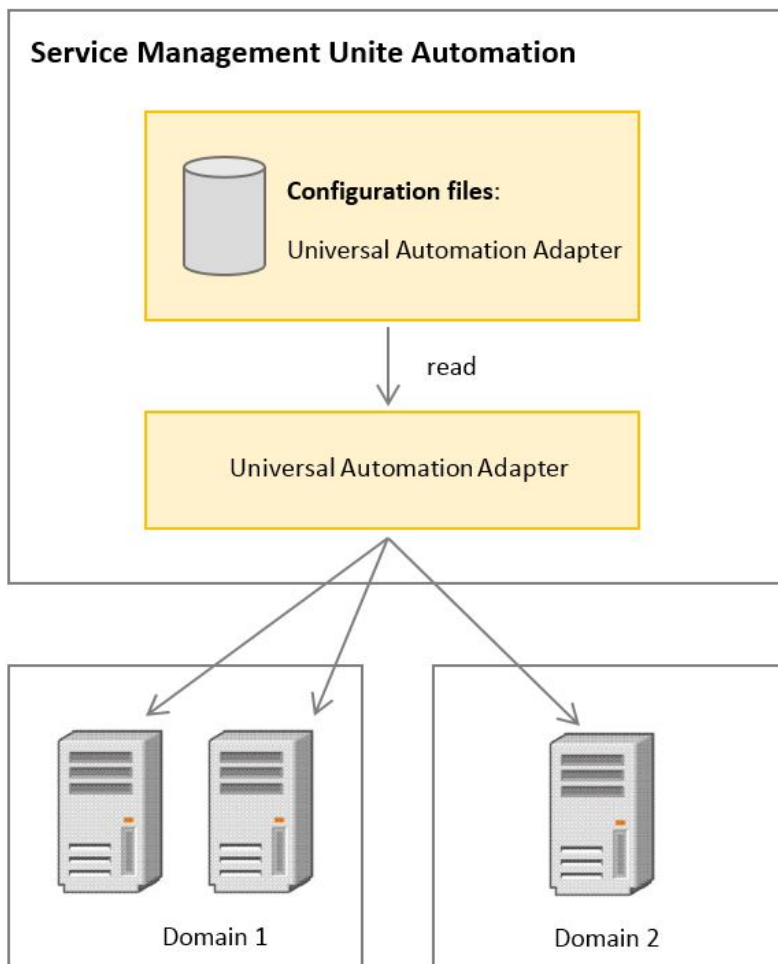 Service Management Unite Automation
Configuration files:
Universal Automation Adapter
read
Universal Automation Adapter
Domain 1
Domain 2